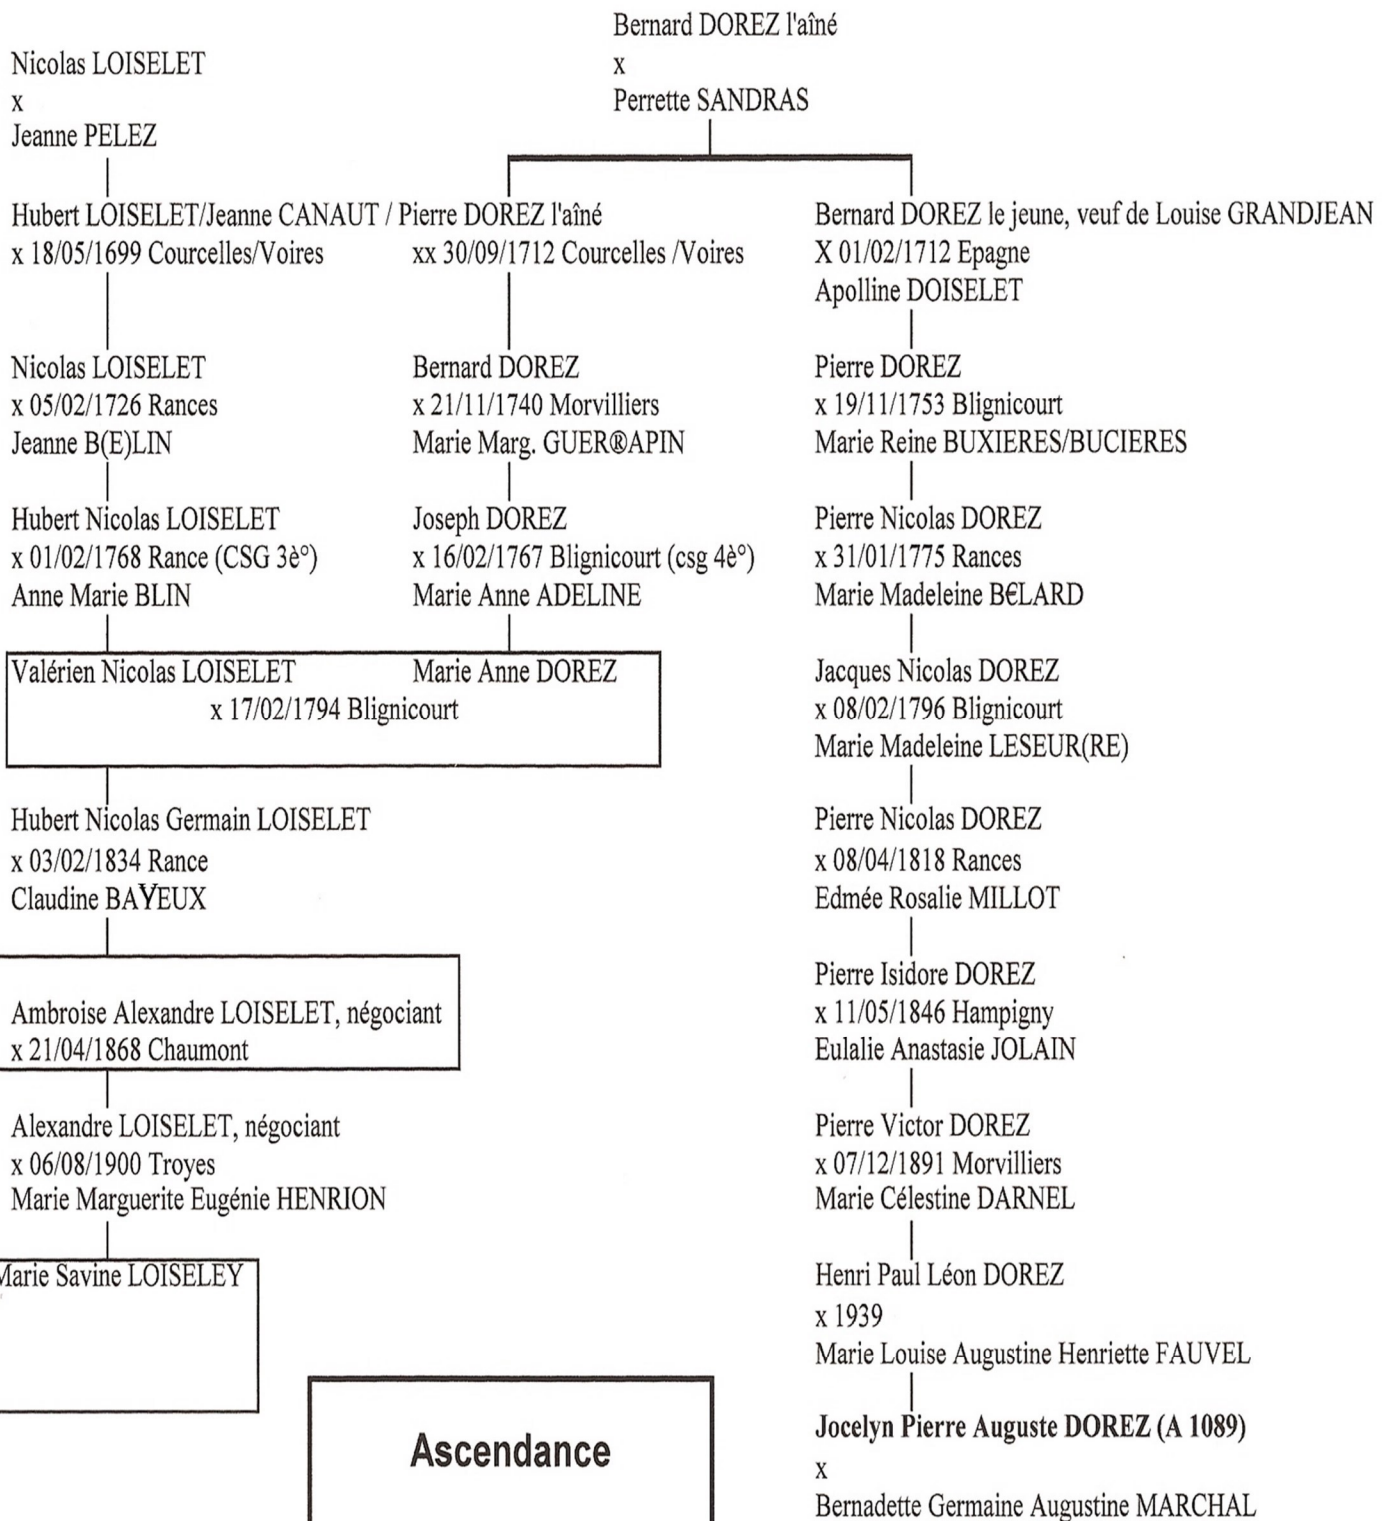 Bernard DOREZ l'aîné
x
Perrette SANDRAS
Nicolas LOISELET
x
Jeanne PELEZ
Hubert LOISELET/Jeanne CANAUT / Pierre DOREZ l'aîné
x 18/05/1699 Courcelles/Voires
xx 30/09/1712 Courcelles /Voires
Bernard DOREZ le jeune, veuf de Louise GRANDJEAN
X 01/02/1712 Epagne
Apolline DOISELET
Nicolas LOISELET
x 05/02/1726 Rances
Jeanne B(E)LIN
Bernard DOREZ
x 21/11/1740 Morvilliers
Marie Marg. GUER®APIN
Pierre DOREZ
x 19/11/1753 Blignicourt
Marie Reine BUXIERES/BUCIERES
Hubert Nicolas LOISELET
x 01/02/1768 Rance (CSG 3è°)
Anne Marie BLIN
Joseph DOREZ
x 16/02/1767 Blignicourt (csg 4è°)
Marie Anne ADELINE
Pierre Nicolas DOREZ
x 31/01/1775 Rances
Marie Madeleine B€LARD
Valérien Nicolas LOISELET
Marie Anne DOREZ
x 17/02/1794 Blignicourt
Jacques Nicolas DOREZ
x 08/02/1796 Blignicourt
Marie Madeleine LESEUR(RE)
Hubert Nicolas Germain LOISELET
x 03/02/1834 Rance
Claudine BAYEUX
Pierre Nicolas DOREZ
x 08/04/1818 Rances
Edmée Rosalie MILLOT
Ambroise Alexandre LOISELET, négociant
x 21/04/1868 Chaumont
Pierre Isidore DOREZ
x 11/05/1846 Hampigny
Eulalie Anastasie JOLAIN
Alexandre LOISELET, négociant
x 06/08/1900 Troyes
Marie Marguerite Eugénie HENRION
Pierre Victor DOREZ
x 07/12/1891 Morvilliers
Marie Célestine DARNEL
Marie Savine LOISELEY
Henri Paul Léon DOREZ
x 1939
Marie Louise Augustine Henriette FAUVEL
Ascendance
Jocelyn Pierre Auguste DOREZ (A 1089)
x
Bernadette Germaine Augustine MARCHAL